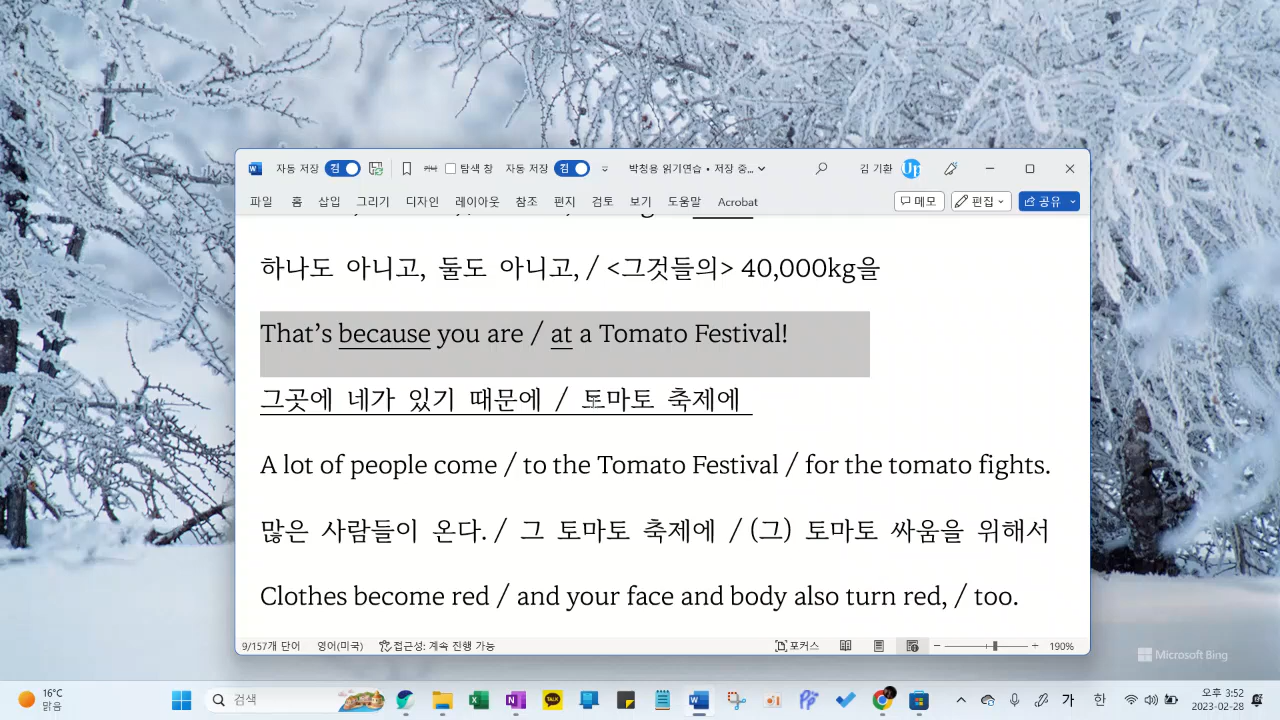 자동 저장 켬 가나 탐색 창 자동 저장 켬 박청용 읽기연습 • 저장 중... 김 기환 Up
파일 홈 삽입 그리기 디자인 레이아웃 참조 편지 검토 보기 도움말 Acrobat 메모 편집 공유
하나도 아니고, 둘도 아니고, / <그것들의> 40,000kg을
That’s because you are / at a Tomato Festival!
그곳에 네가 있기 때문에 / 토마토 축제에
A lot of people come / to the Tomato Festival / for the tomato fights.
많은 사람들이 온다. / 그 토마토 축제에 / (그) 토마토 싸움을 위해서
Clothes become red / and your face and body also turn red, / too.
9/157개 단어 영어(미국) 접근성: 계속 진행 가능 포커스 190%
Microsoft Bing
16°C
맑음
검색
TALK
가 한
오후 3:52
2023-02-28